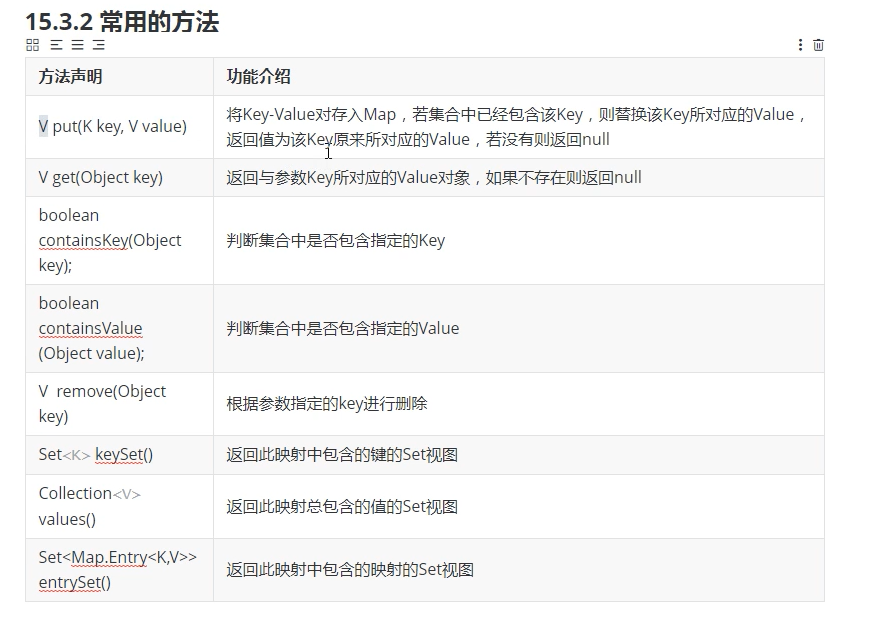 15.3.2 常用的方法
方法声明
功能介绍
V put(K key, V value)
将Key-Value对存入Map，若集合中已经包含该Key，则替换该Key所对应的Value，
返回值为该Key原来所对应的Value，若没有则返回null
V get(Object key)
返回与参数Key所对应的Value对象，如果不存在则返回null
boolean
containsKey(Object
key);
判断集合中是否包含指定的Key
boolean
containsValue
(Object value);
判断集合中是否包含指定的Value
V  remove(Object
key)
根据参数指定的key进行删除
Set<K> keySet()
返回此映射中包含的键的Set视图
Collection<V>
values()
返回此映射总包含的值的Set视图
Set<Map.Entry<K,V>>
entrySet()
返回此映射中包含的映射的Set视图